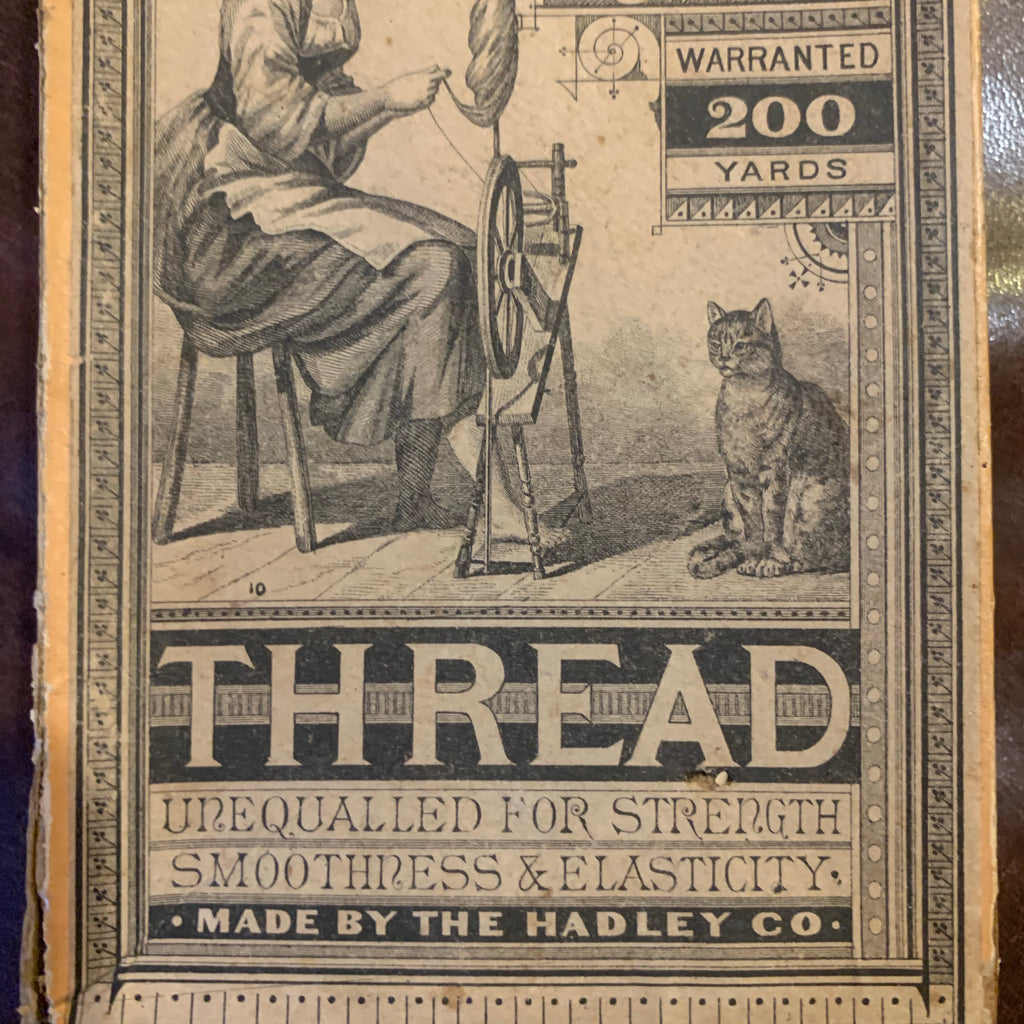 WARRANTED
200
YARDS
10
THREAD
UNEQUALLED FOR STRENGTH
SMOOTHNESS & ELASTICITY.
· MADE BY THE HADLEY CO ·